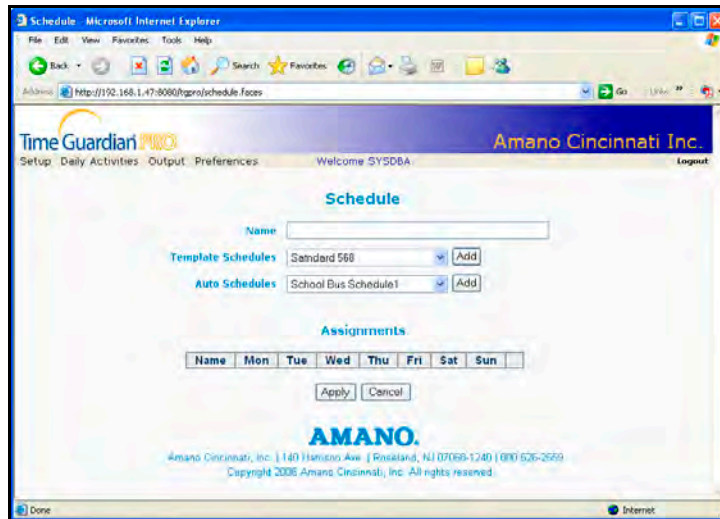 Schedule - Microsoft Internet Explorer
File Edit View Favorites Tools Help
Back Search Favorites
Address http://192.168.1.47:8080/tgpro/schedule.faces Go Links »
Time Guardian PRO Amano Cincinnati Inc.
Setup Daily Activities Output Preferences Welcome SYSDBA Logout
Schedule
Name
Template Schedules Satndard 560 Add
Auto Schedules School Bus Schedule1 Add
Assignments
Name Mon Tue Wed Thu Fri Sat Sun
Apply Cancel
AMANO.
Amano Cincinnati, Inc. | 140 Harrison Ave. | Roseland, NJ 07068-1240 | 800 526-2559
Copyright 2006 Amano Cincinnati, Inc. All rights reserved.
Done Internet